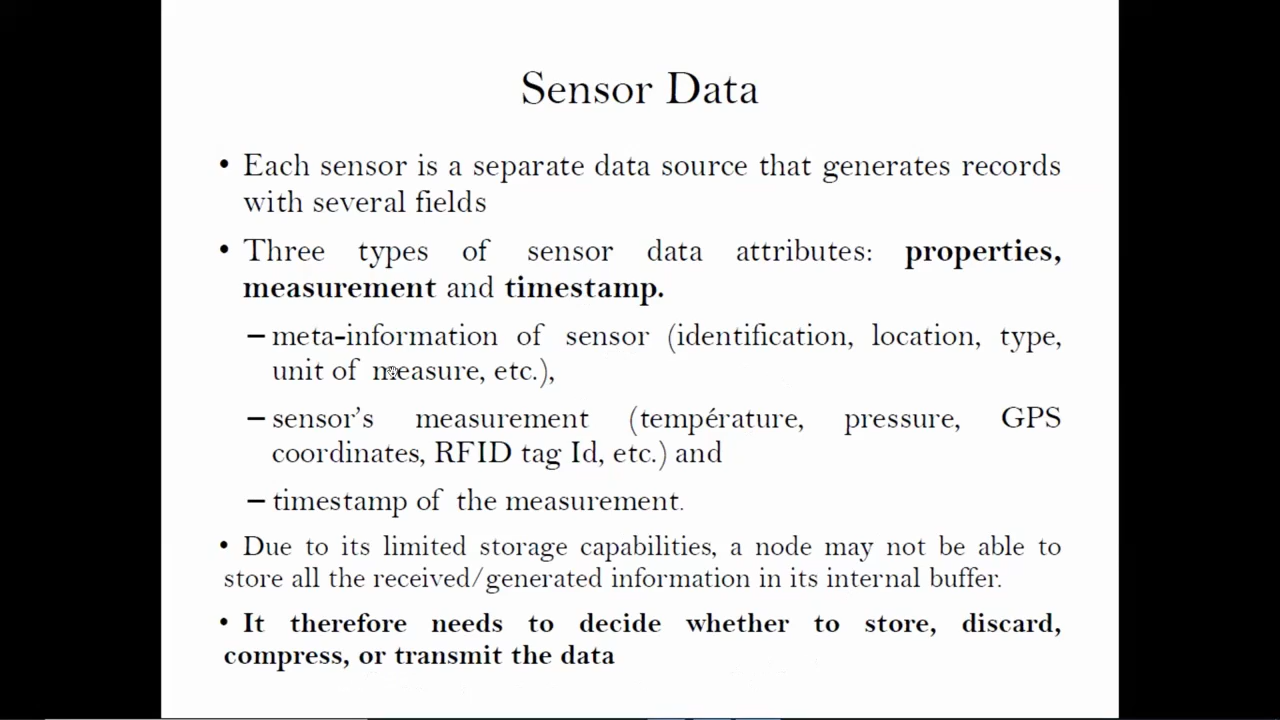 Sensor Data
• Each sensor is a separate data source that generates records
with several fields
• Three types of sensor data attributes: properties,
measurement and timestamp.
– meta-information of sensor (identification, location, type,
unit of measure, etc.),
– sensor's measurement (température, pressure, GPS
coordinates, RFID tag Id, etc.) and
– timestamp of the measurement.
• Due to its limited storage capabilities, a node may not be able to
store all the received/generated information in its internal buffer.
• It therefore needs to decide whether to store, discard,
compress, or transmit the data